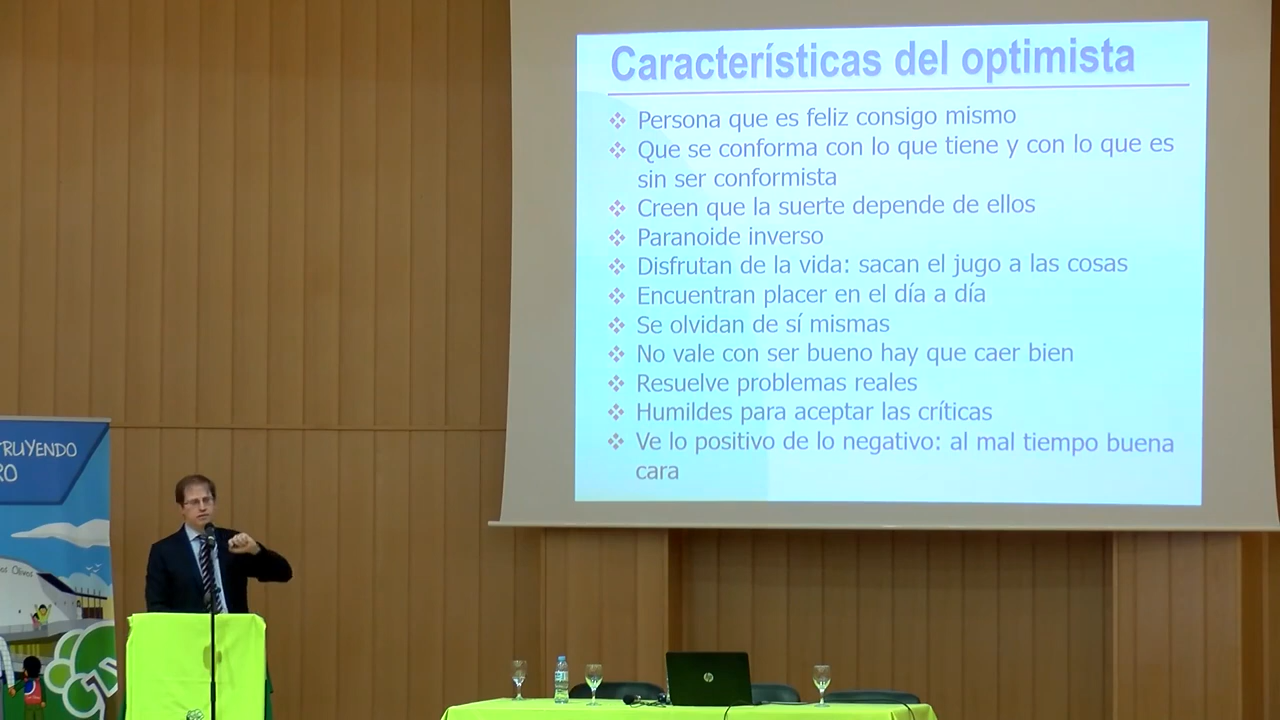 Características del optimista
Persona que es feliz consigo mismo
Que se conforma con lo que tiene y con lo que es
sin ser conformista
Creen que la suerte depende de ellos
Paranoide inverso
Disfrutan de la vida: sacan el jugo a las cosas
Encuentran placer en el día a día
Se olvidan de sí mismas
No vale con ser bueno hay que caer bien
Resuelve problemas reales
Humildes para aceptar las críticas
Ve lo positivo de lo negativo: al mal tiempo buena
cara
TRUYENDO
RO
os Olivos
hp